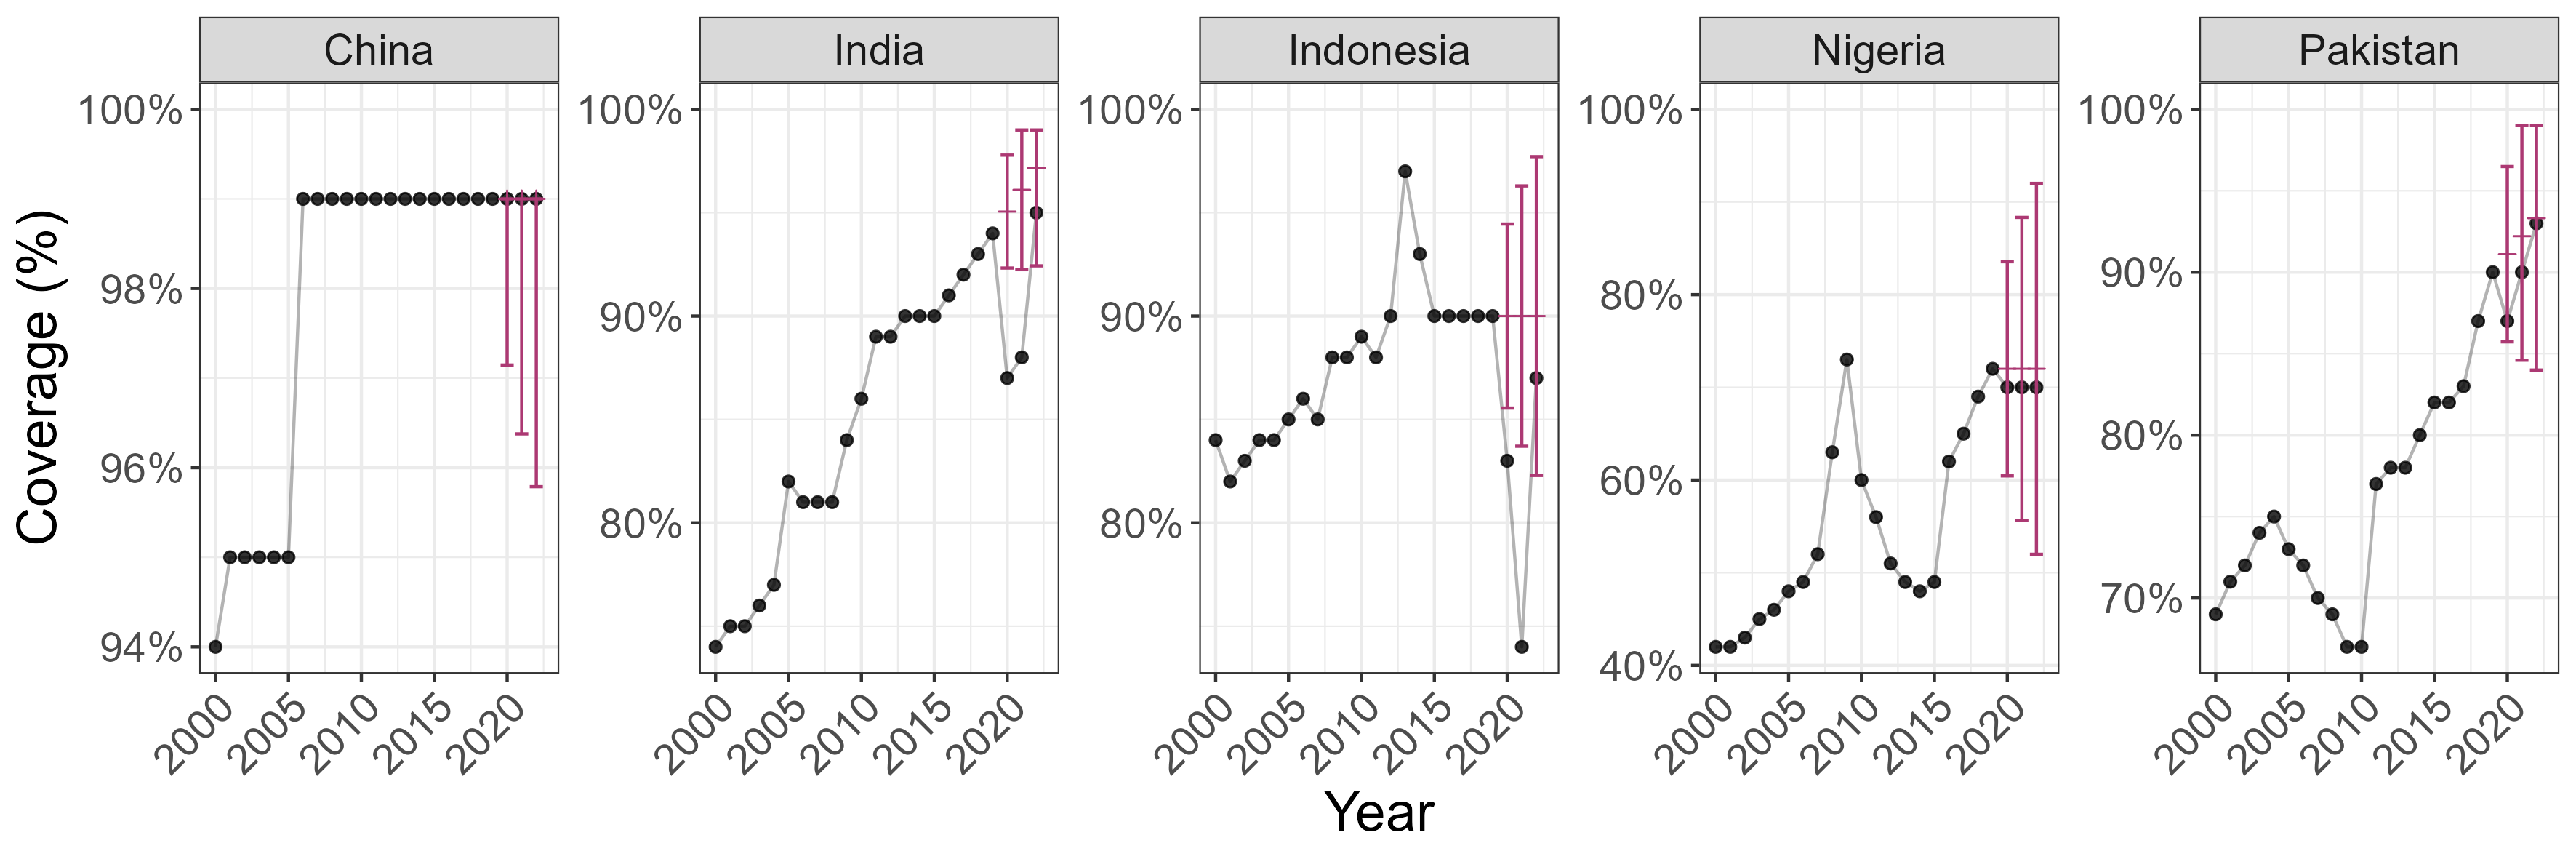 China India Indonesia Nigeria Pakistan
100% 100% 100% 100% 100%
98% 90% 90% 80% 90%
96% 80% 80% 60% 80%
94% 40% 70%
Coverage (%)
2000 2005 2010 2015 2020 2000 2005 2010 2015 2020 2000 2005 2010 2015 2020 2000 2005 2010 2015 2020 2000 2005 2010 2015 2020
Year